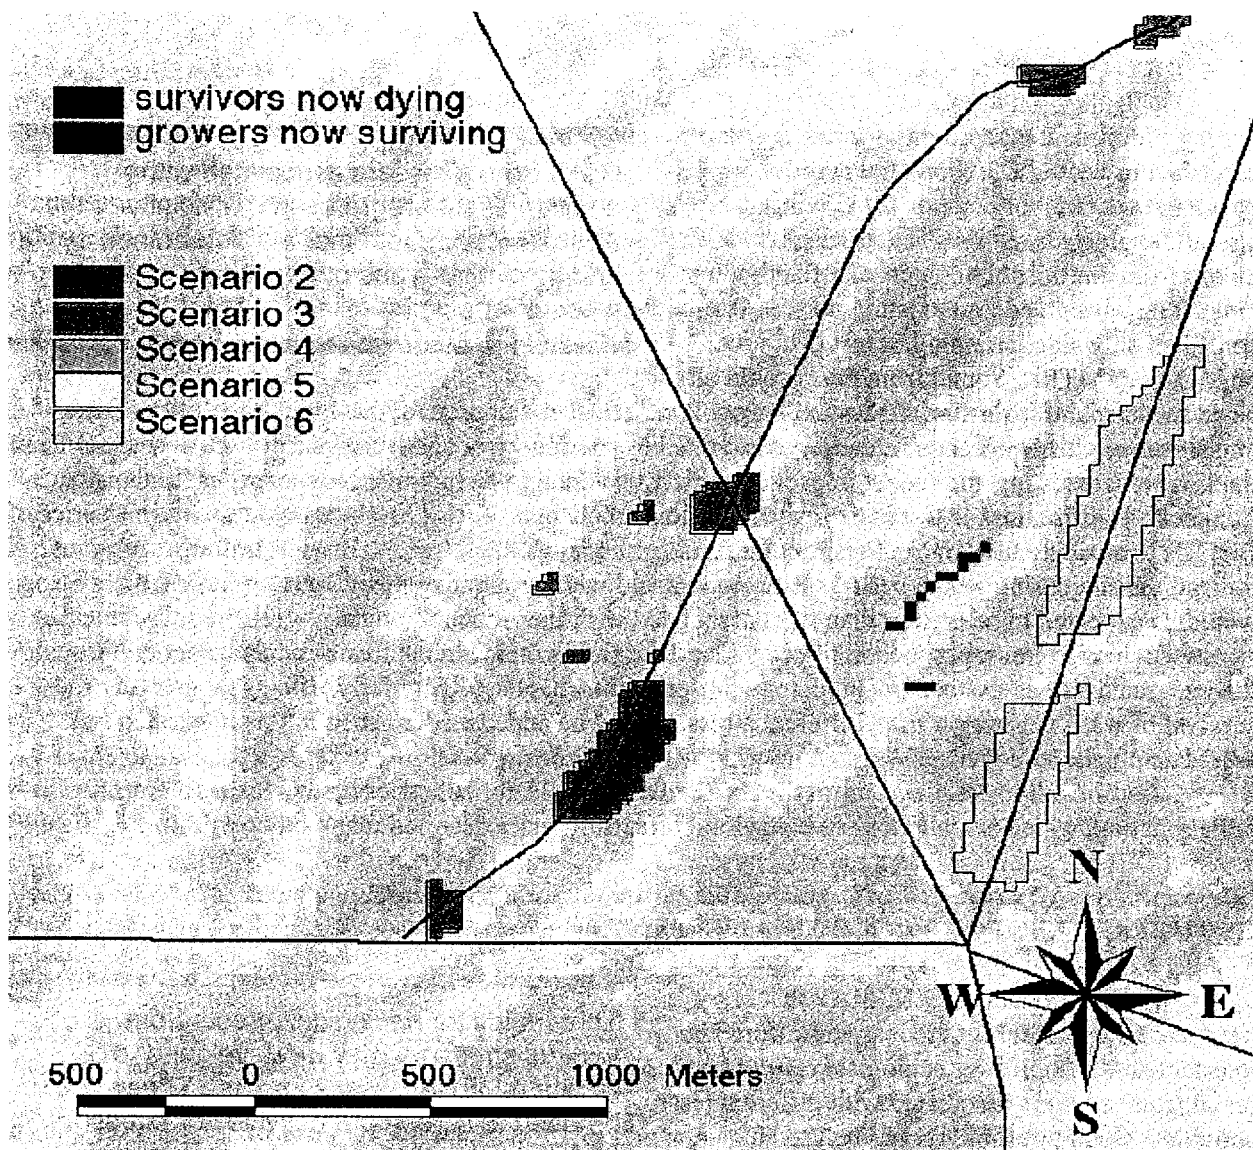 survivors now dying
growers now surviving
Scenario 2
Scenario 3
Scenario 4
Scenario 5
Scenario 6
N
W E
S
500 0 500 1000 Meters